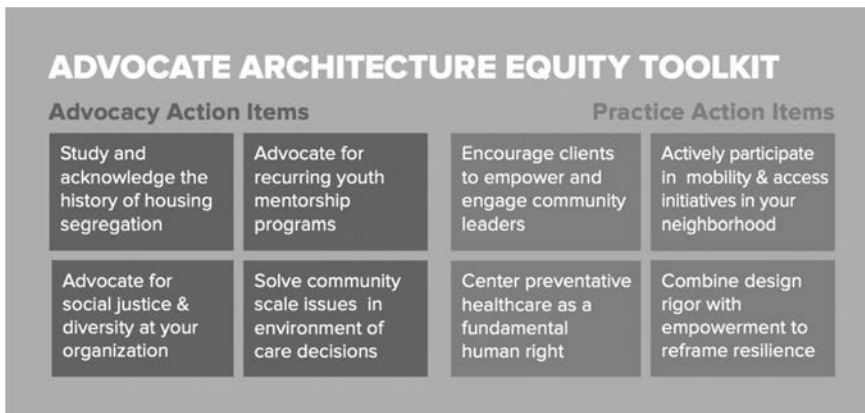 ADVOCATE ARCHITECTURE EQUITY TOOLKIT
Advocacy Action Items
Study and
acknowledge the
history of housing
segregation
Advocate for
recurring youth
mentorship
programs
Advocate for
social justice &
diversity at your
organization
Solve community
scale issues in
environment of
care decisions
Practice Action Items
Encourage clients
to empower and
engage community
leaders
Actively participate
in mobility & access
initiatives in your
neighborhood
Center preventative
healthcare as a
fundamental
human right
Combine design
rigor with
empowerment to
reframe resilience